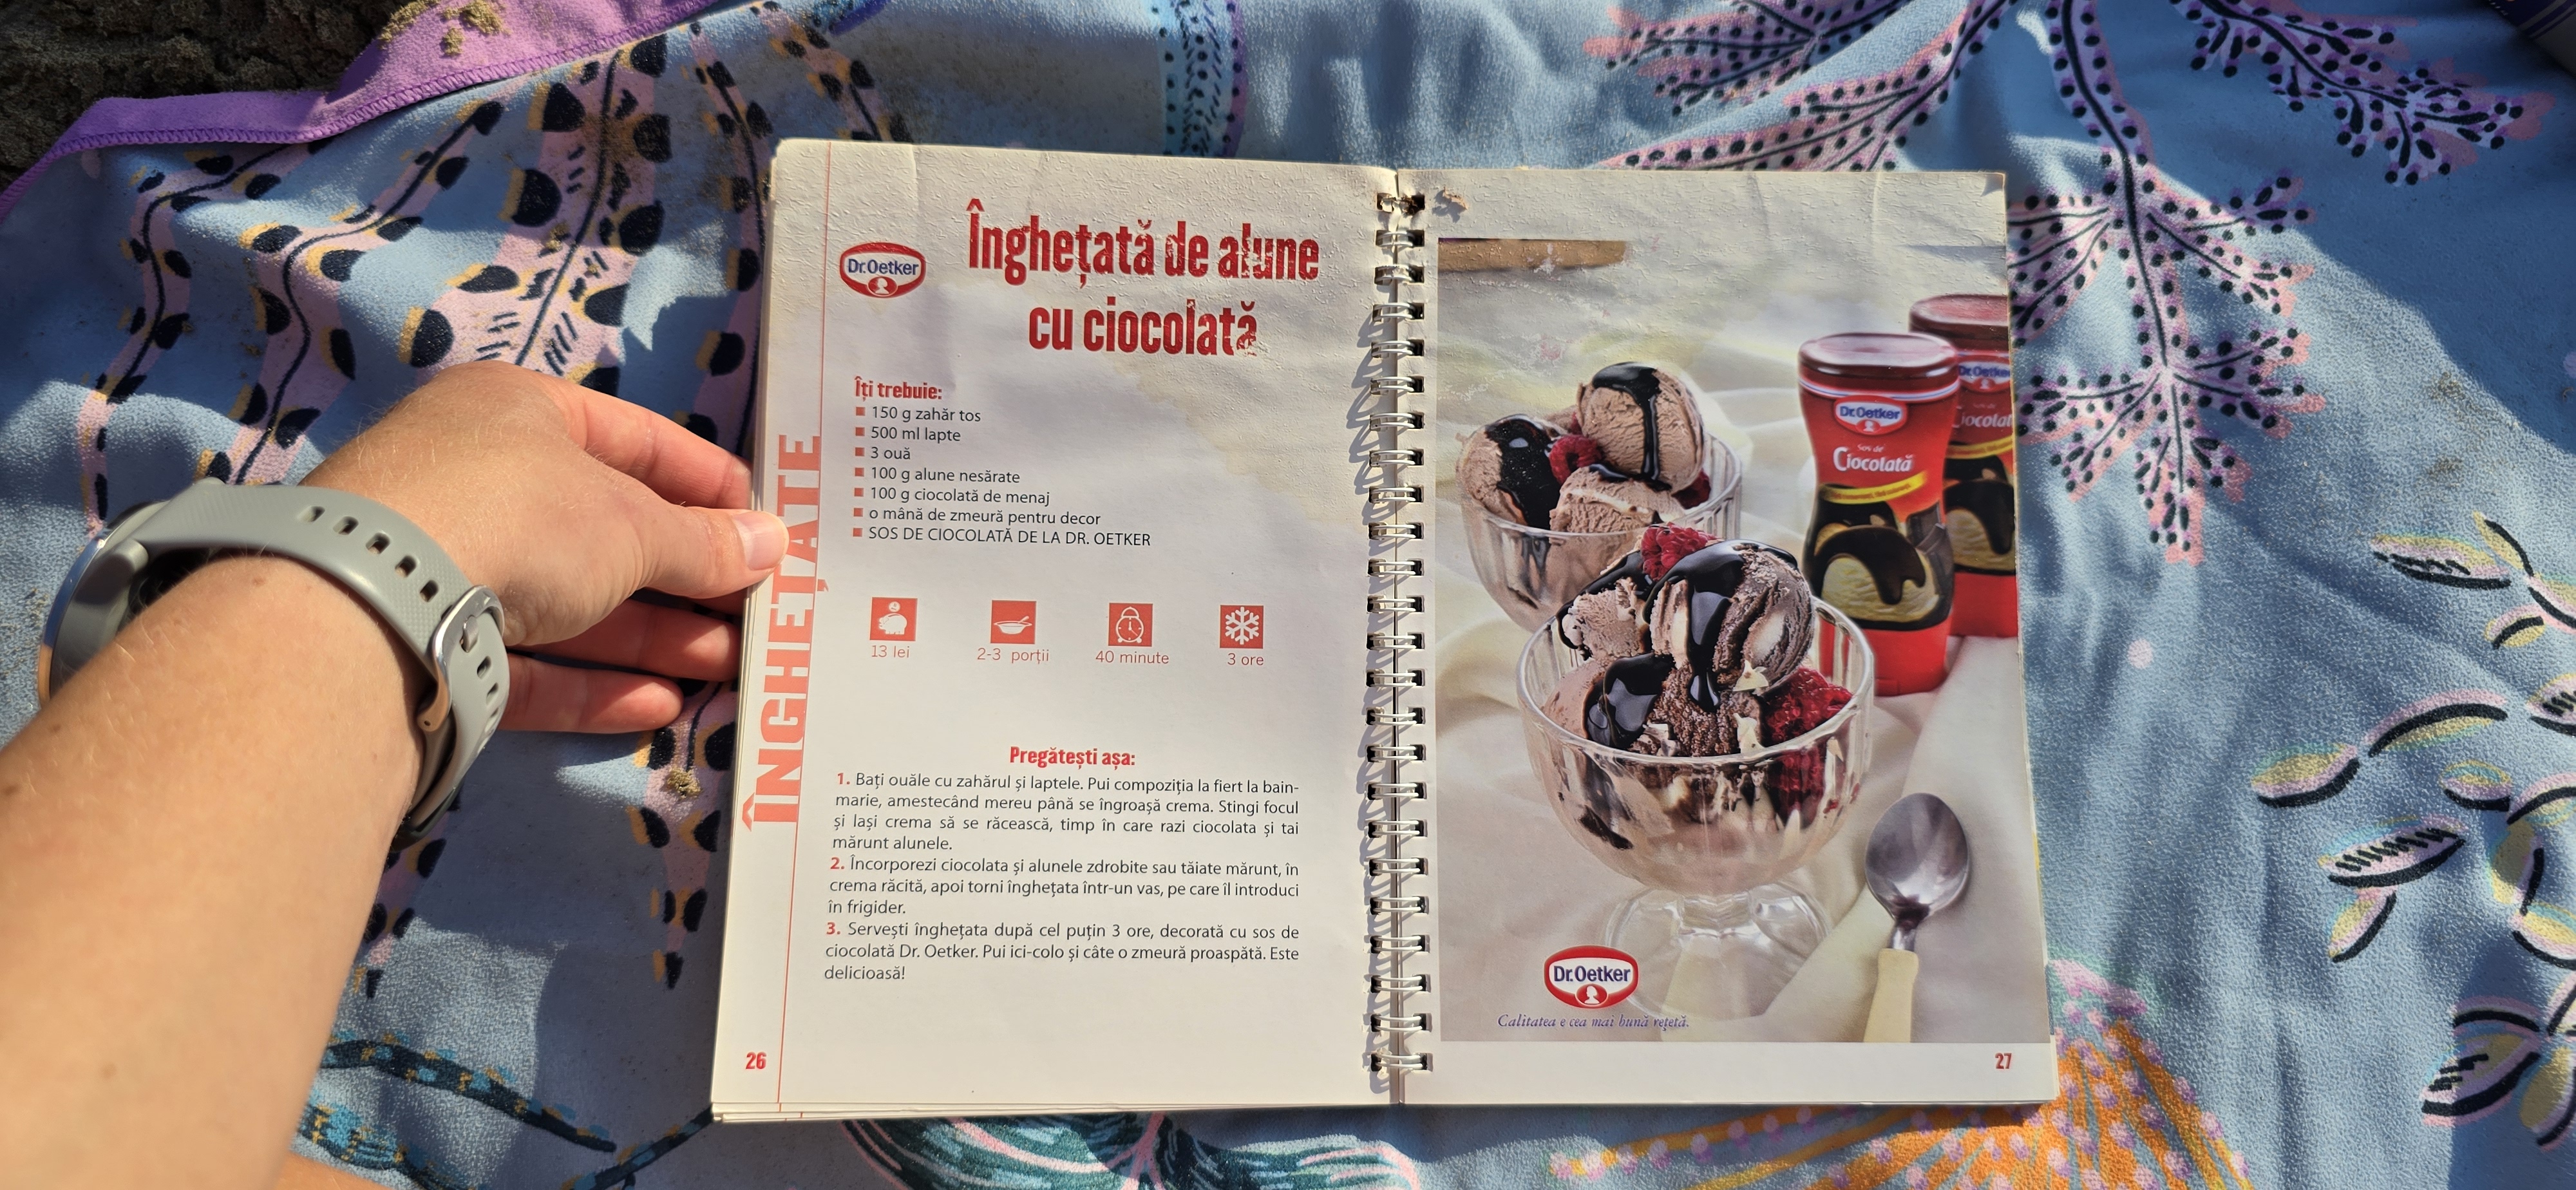 Dr.Oetker
Înghețată de alune
cu ciocolată
Îți trebuie:
150 g zahăr tos
500 ml lapte
3 ouă
100 g alune nesărate
100 g ciocolată de menaj
o mână de zmeură pentru decor
SOS DE CIOCOLATĂ DE LA DR. OETKER
13 lei
2-3 porții
40 minute
3 ore
Pregătești așa:
1. Bați ouăle cu zahărul și laptele. Pui compoziția la fiert la bain-
marie, amestecând mereu până se îngroașă crema. Stingi focul
și lași crema să se răcească, timp în care razi ciocolata și tai
mărunt alunele.
2. Încorporezi ciocolata și alunele zdrobite sau tăiate mărunt, în
crema răcită, apoi torni înghețata într-un vas, pe care îl introduci
în frigider.
3. Servești înghețata după cel puțin 3 ore, decorată cu sos de
ciocolată Dr. Oetker. Pui ici-colo și câte o zmeură proaspătă. Este
delicioasă!
ÎNGHEȚATE
26
Dr.Oetker
Sos de
Ciocolată
Dr.Oetker
Dr.Oetker
Calitatea e cea mai bună rețetă.
27